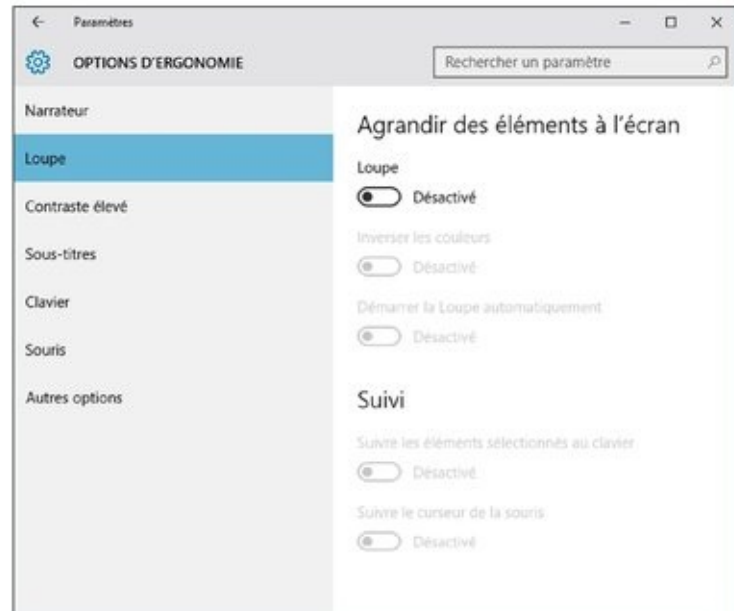 Paramètres
OPTIONS D'ERGONOMIE
Rechercher un paramètre
Narrateur
Loupe
Contraste élevé
Sous-titres
Clavier
Souris
Autres options
Agrandir des éléments à l'écran
Loupe
Désactivé
Inverser les couleurs
Désactivé
Démarrer la Loupe automatiquement
Désactivé
Suivi
Suivre les éléments sélectionnés au clavier
Désactivé
Suivre le curseur de la souris
Désactivé